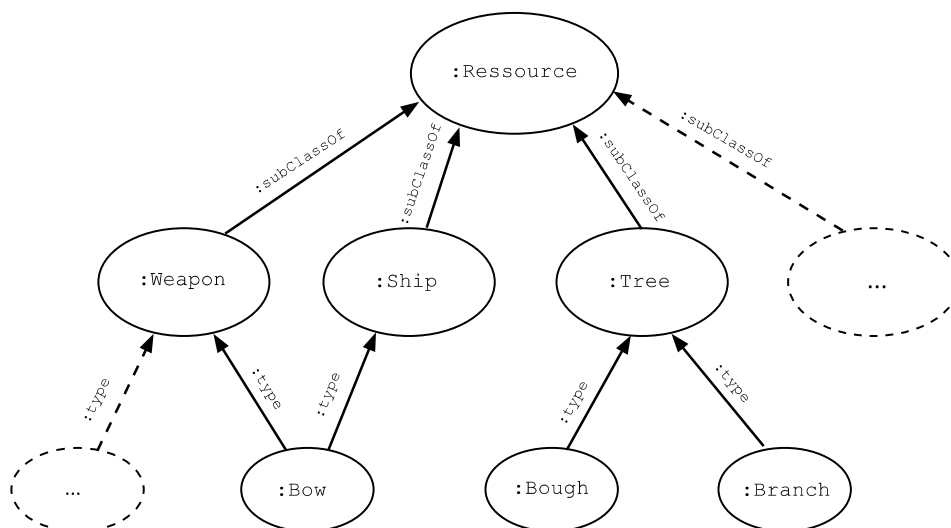 :Ressource
:subClassOf
:subClassOf
:subClassOf
:subClassOf
:Weapon
:Ship
:Tree
...
:type
:type
:type
:type
:type
...
:Bow
:Bough
:Branch